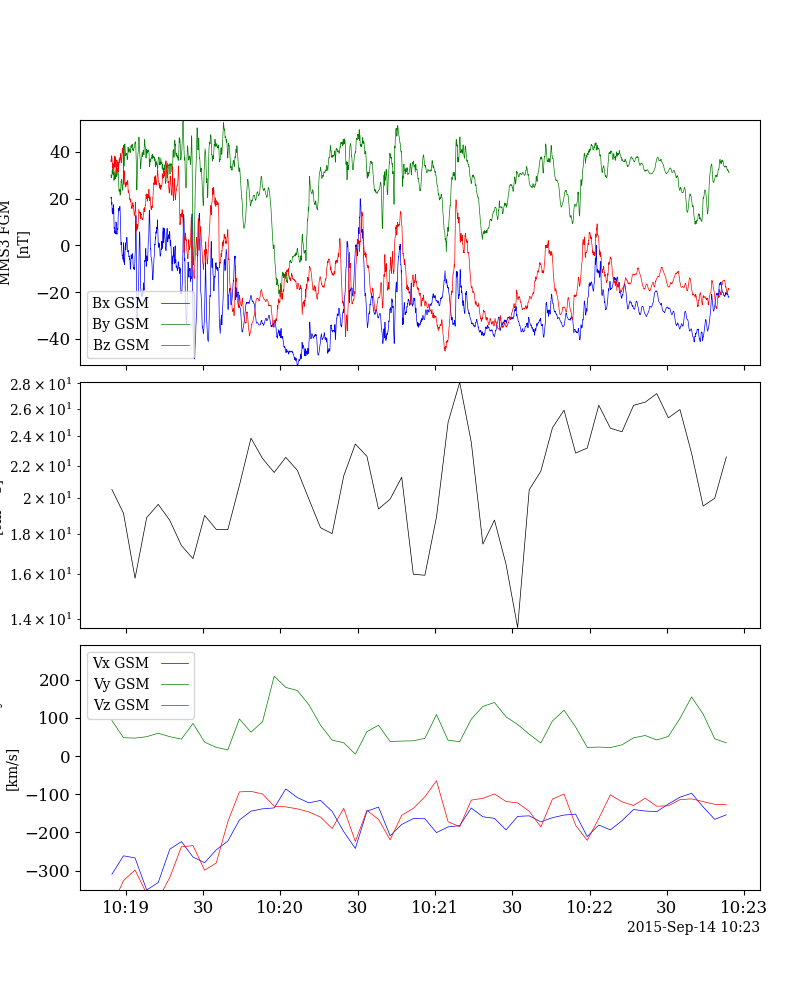 MMS3 FGM
[nT]
40
20
0
−20
−40
Bx GSM
By GSM
Bz GSM
2.8 × 10¹
2.6 × 10¹
2.4 × 10¹
2.2 × 10¹
2 × 10¹
1.8 × 10¹
1.6 × 10¹
1.4 × 10¹
Vx GSM
Vy GSM
Vz GSM
200
100
0
−100
−200
−300
[km/s]
10:19 30 10:20 30 10:21 30 10:22 30 10:23
2015-Sep-14 10:23